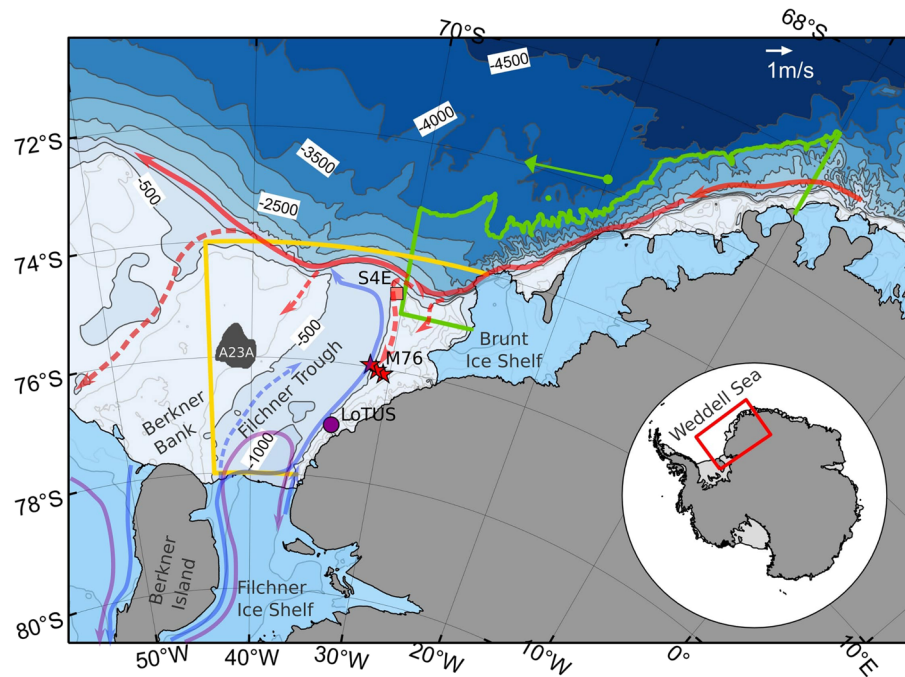 70°S
68°S
-4500
1m/s
-4000
72°S
-3500
-500
-2500
74°S
S4E
-500
Brunt
Ice Shelf
A23A
M76
76°S
Filchner Trough
Weddell Sea
Berkner
Bank
LoTUS
-1000
78°S
Berkner
Island
Filchner
Ice Shelf
80°S
50°W
40°W
30°W
20°W
10°W
0°
10°E